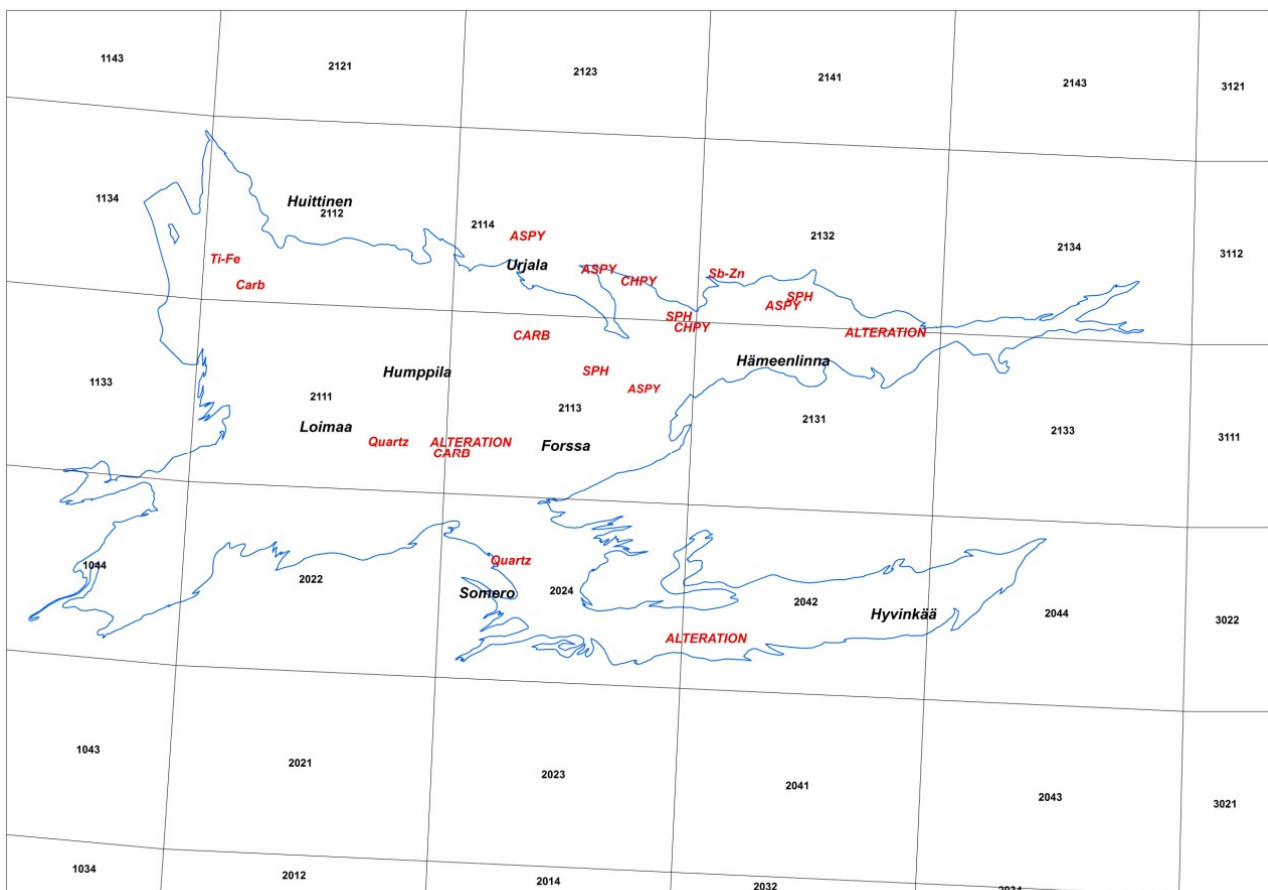 1143
2121
2123
2141
2143
3121
1134
Huittinen
2112
2114
ASPY
2132
2134
3112
Ti-Fe
Carb
Urjala
ASPY
CHPY
Sb-Zn
SPH
ASPY
SPH
CHPY
ALTERATION
CARB
Hämeenlinna
Humppila
SPH
ASPY
1133
2111
2113
2131
2133
3111
Loimaa
Quartz
ALTERATION
CARB
Forssa
1044
2022
Quartz
Somero
2024
2042
Hyvinkää
2044
3022
ALTERATION
1043
2021
2023
2041
2043
3021
1034
2012
2014
2032